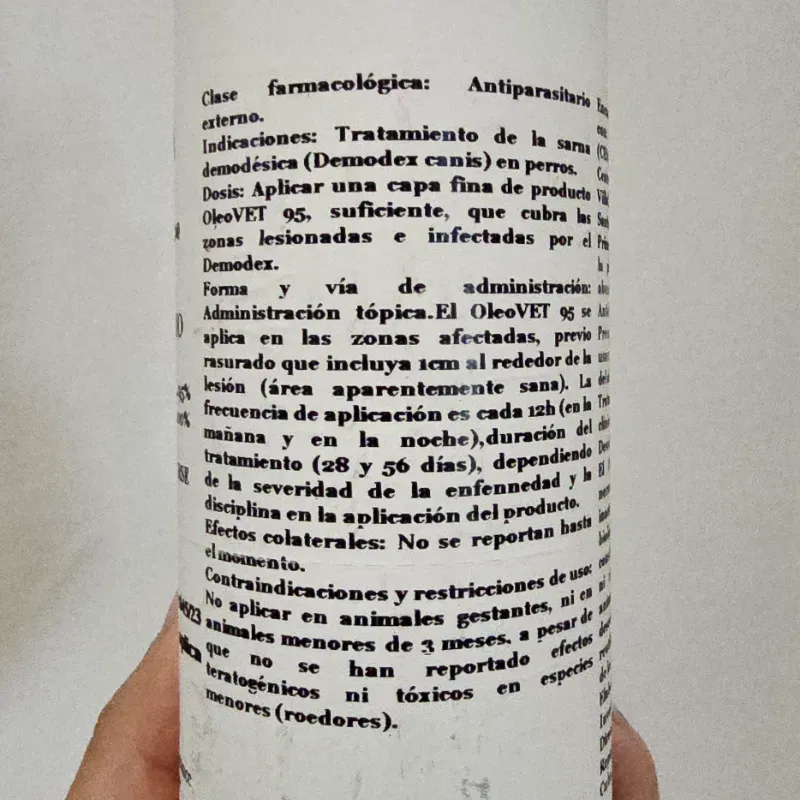 Clase farmacológica: Antiparasitario
externo.
Indicaciones: Tratamiento de la sarna
demodésica (Demodex canis) en perros.
Dosis: Aplicar una capa fina de producto
OleoVET 95, suficiente, que cubra las
zonas lesionadas e infectadas por el
Demodex.
Forma y vía de administración:
Administración tópica.El OleoVET 95 se
aplica en las zonas afectadas, previo
rasurado que incluya 1cm al rededor de la
lesión (área aparentemente sana). La
frecuencia de aplicación es cada 12h (en la
mañana y en la noche),duración del
tratamiento (28 y 56 días), dependiendo
de la severidad de la enfennedad y la
disciplina en la aplicación del producto.
Efectos colaterales: No se reportan hasta
el momento.
Contraindicaciones y restricciones de uso:
No aplicar en animales gestantes, ni en
animales menores de 3 meses. a pesar de
que no se han reportado efectos
teratogénicos ni tóxicos en especies
menores (roedores).